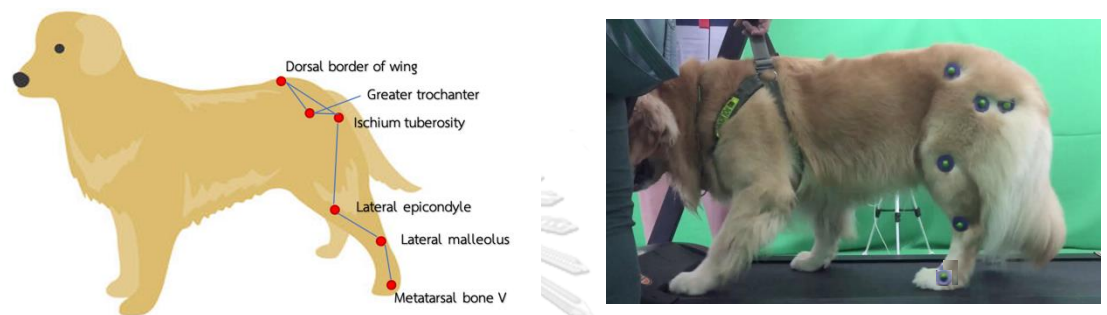 Dorsal border of wing
Greater trochanter
Ischium tuberosity
Lateral epicondyle
Lateral malleolus
Metatarsal bone V